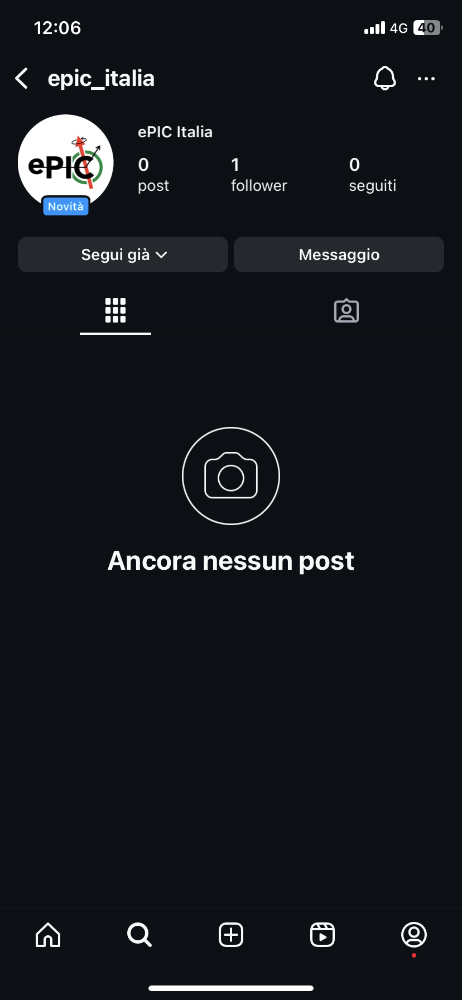 12:06
4G
40
epic_italia
ePIC Italia
0
1
0
post
follower
seguiti
ePIC
Novità
Segui già
Messaggio
Ancora nessun post